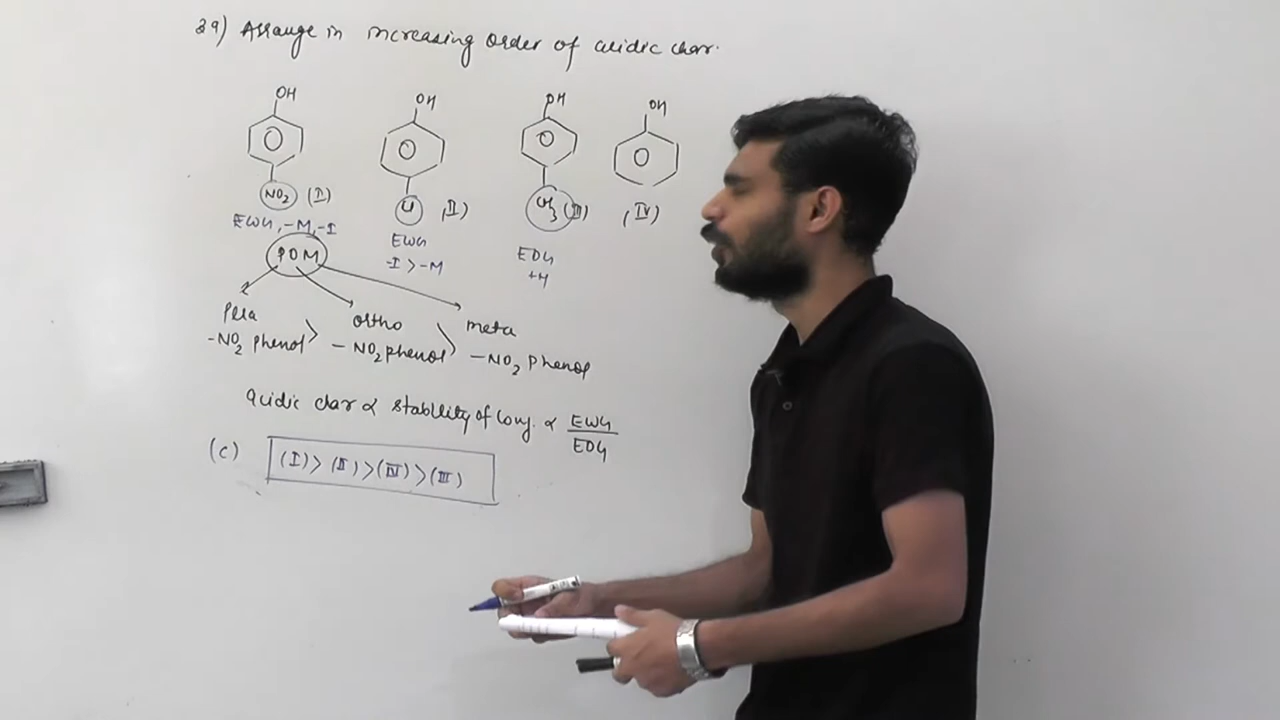 39) Arrange in increasing order of acidic char.
OH OH OH OH
NO2 (I) Cl (II) CH3 (III) (IV)
EWG, -M, -I EWG EDG
-I > -M +H
POM
Para ortho meta
-NO2 phenol > - NO2 phenol > - NO2 phenol
acidic char ∝ stability of conj. ∝ EWG
EDG
(c) (I) > (II) > (IV) > (III)